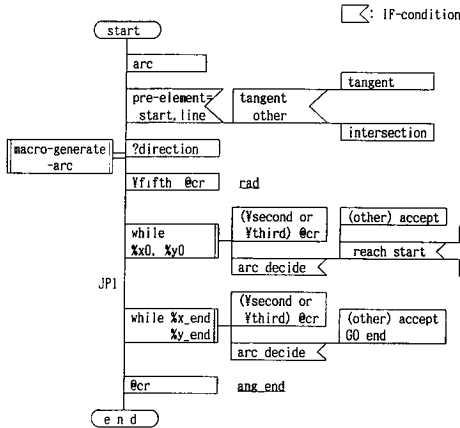 : IF-condition
start
arc
pre-element=
start, line
tangent
other
tangent
intersection
macro-generate
-arc
?direction
¥fifth @cr
rad
while
%x0, %y0
(¥second or
¥third) @cr
arc decide
(other) accept
reach start
JP1
while %x_end
%y_end
(¥second or
¥third) @cr
arc decide
(other) accept
GO end
@cr
ang_end
end